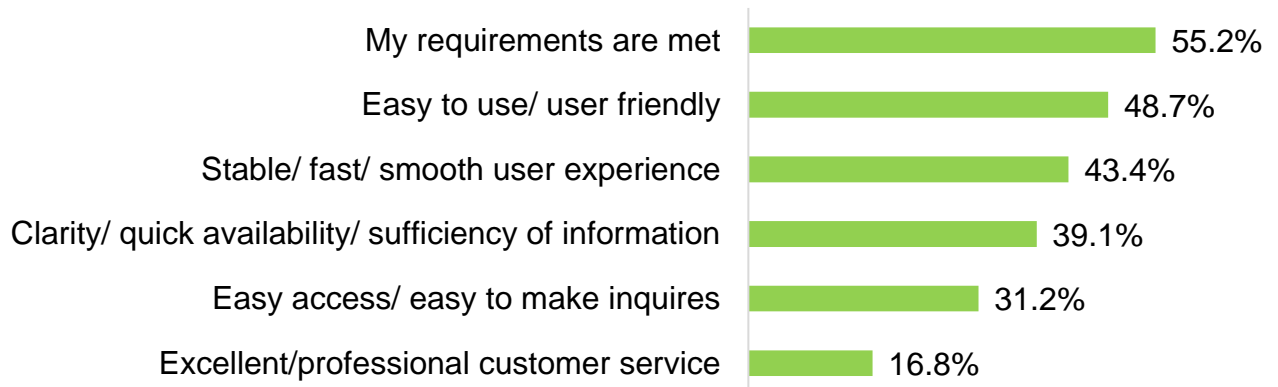 My requirements are met 55.2%
Easy to use/ user friendly 48.7%
Stable/ fast/ smooth user experience 43.4%
Clarity/ quick availability/ sufficiency of information 39.1%
Easy access/ easy to make inquires 31.2%
Excellent/professional customer service 16.8%